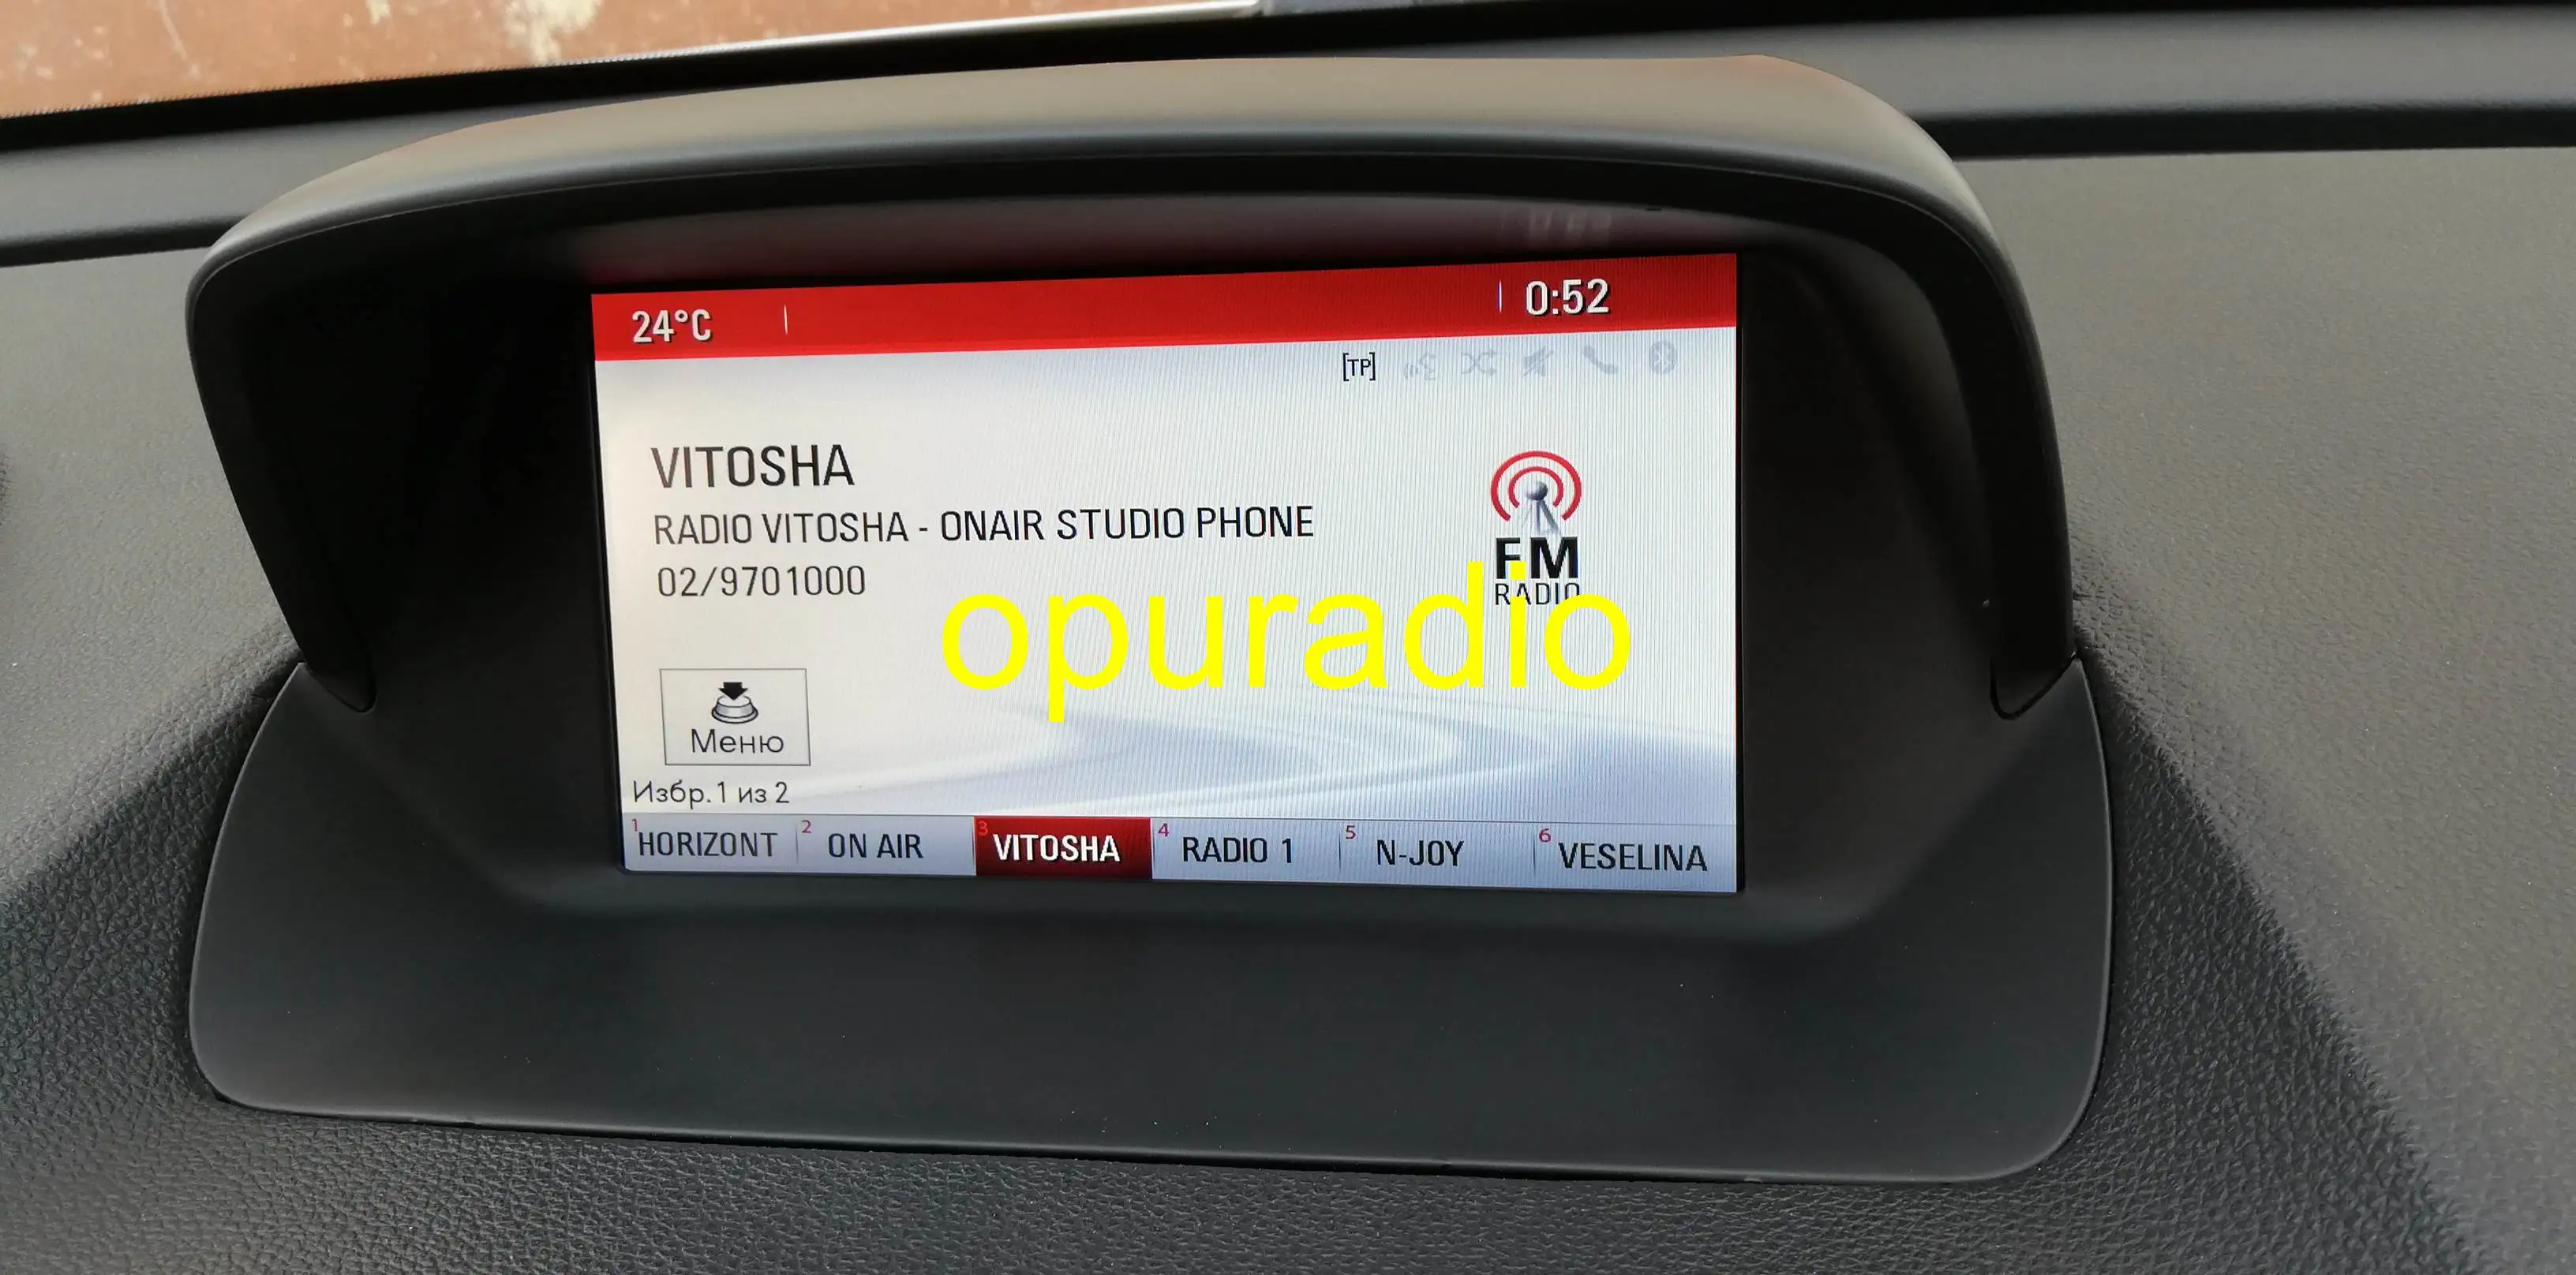 24°C 0:52
[TP]
VITOSHA
RADIO VITOSHA - ONAIR STUDIO PHONE
02/9701000
FM
RADIO
opuradio
Меню
Избр.1 из 2
1 HORIZONT 2 ON AIR 3 VITOSHA 4 RADIO 1 5 N-JOY 6 VESELINA